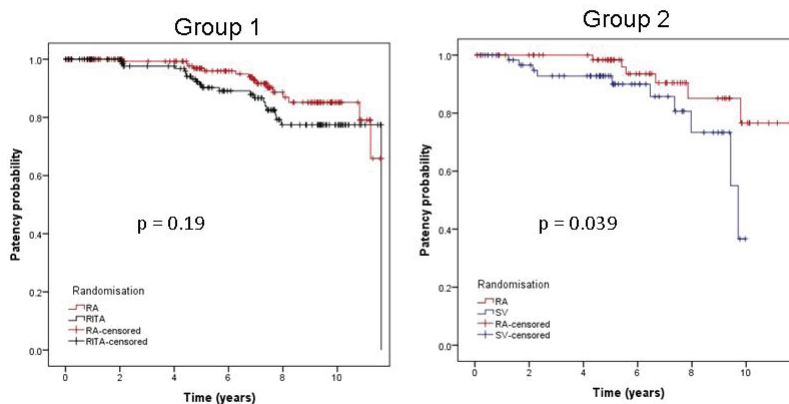 Group 1
Patency probability
1.0
0.8
0.6
0.4
0.2
0.0
p = 0.19
Randomisation
RA
RITA
RA-censored
RITA-censored
0 2 4 6 8 10
Time (years)
Group 2
Patency probability
1.0
0.8
0.6
0.4
0.2
0.0
p = 0.039
Randomisation
RA
SV
RA-censored
SV-censored
0 2 4 6 8 10
Time (years)